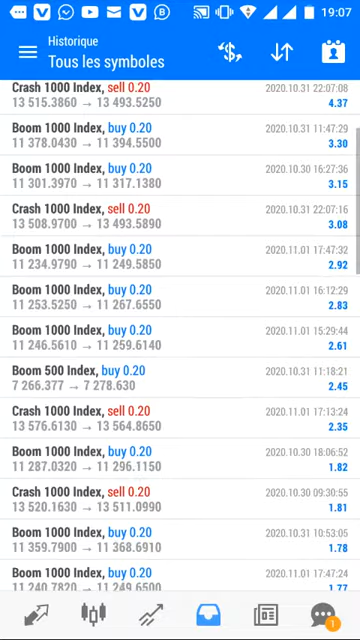 19:07
Historique
Tous les symboles
Crash 1000 Index, sell 0.20 2020.10.31 22:07:08
13 515.3860 → 13 493.5250 4.37
Boom 1000 Index, buy 0.20 2020.10.31 11:47:29
11 378.0430 → 11 394.5500 3.30
Boom 1000 Index, buy 0.20 2020.10.30 16:27:36
11 301.3970 → 11 317.1380 3.15
Crash 1000 Index, sell 0.20 2020.10.31 22:07:16
13 508.9700 → 13 493.5890 3.08
Boom 1000 Index, buy 0.20 2020.11.01 17:47:32
11 234.9790 → 11 249.5850 2.92
Boom 1000 Index, buy 0.20 2020.11.01 16:12:29
11 253.5250 → 11 267.6550 2.83
Boom 1000 Index, buy 0.20 2020.11.01 15:29:44
11 246.5610 → 11 259.6140 2.61
Boom 500 Index, buy 0.20 2020.10.31 11:18:21
7 266.377 → 7 278.630 2.45
Crash 1000 Index, sell 0.20 2020.11.01 17:13:24
13 576.6130 → 13 564.8650 2.35
Boom 1000 Index, buy 0.20 2020.10.30 18:06:52
11 287.0320 → 11 296.1150 1.82
Crash 1000 Index, sell 0.20 2020.10.30 09:30:55
13 520.1630 → 13 511.0990 1.81
Boom 1000 Index, buy 0.20 2020.10.31 10:53:05
11 359.7900 → 11 368.6910 1.78
Boom 1000 Index, buy 0.20 2020.11.01 17:47:24
11 240.7820 → 11 249.6500 1.77
1